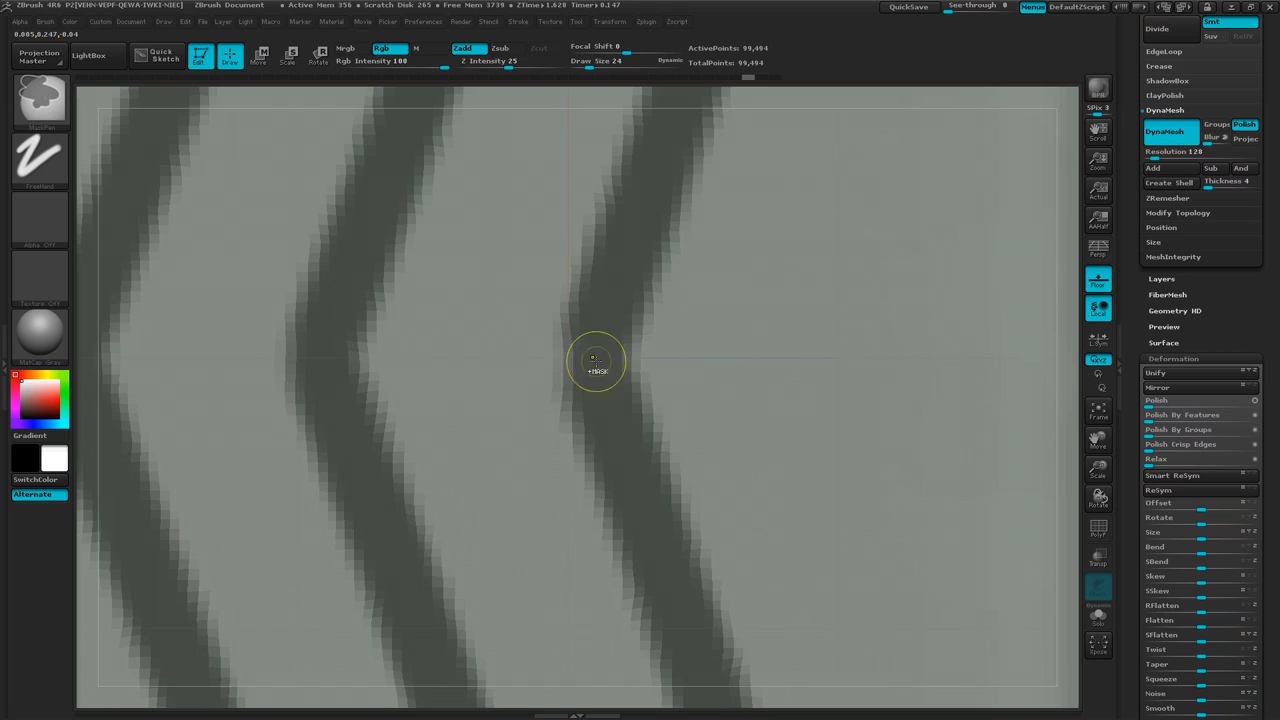 ZBrush 4R6 P2[VEHN-VEPF-QEWA-IWKI-NIEC] ZBrush Document • Active Mem 356 • Scratch Disk 265 • Free Mem 3739 • ZTime▸1.628 Timer▸0.147 QuickSave See-through 0 Menus DefaultZScript
Alpha Brush Color Custom Document Draw Edit File Layer Light Macro Marker Material Movie Picker Preferences Render Stencil Stroke Texture Tool Transform Zplugin Zscript
0.005,0.247,-0.04
Projection Master
LightBox
Quick Sketch
Edit
Draw
Move
Scale
Rotate
Mrgb Rgb M
Rgb Intensity 100
Zadd Zsub Zcut
Z Intensity 25
Focal Shift 0
Draw Size 24 Dynamic
ActivePoints: 99,494
TotalPoints: 99,494
MaskPen
FreeHand
Alpha Off
Texture Off
MatCap Gray
Gradient
SwitchColor
Alternate
+MASK
BPR
SPix 3
Scroll
Zoom
Actual
AAHalf
Persp
Floor
Local
L.Sym
XYZ
Frame
Move
Scale
Rotate
PolyF
Transp
Dynamic
Solo
Xpose
Divide
Smt
Suv
EdgeLoop
Crease
ShadowBox
ClayPolish
DynaMesh
DynaMesh
Groups Polish
Blur 2 Projec
Resolution 128
Add Sub And
Create Shell Thickness 4
ZRemesher
Modify Topology
Position
Size
MeshIntegrity
Layers
FiberMesh
Geometry HD
Preview
Surface
Deformation
Unify
Mirror
Polish
Polish By Features
Polish By Groups
Polish Crisp Edges
Relax
Smart ReSym
ReSym
Offset
Rotate
Size
Bend
SBend
Skew
SSkew
RFlatten
Flatten
SFlatten
Twist
Taper
Squeeze
Noise
Smooth